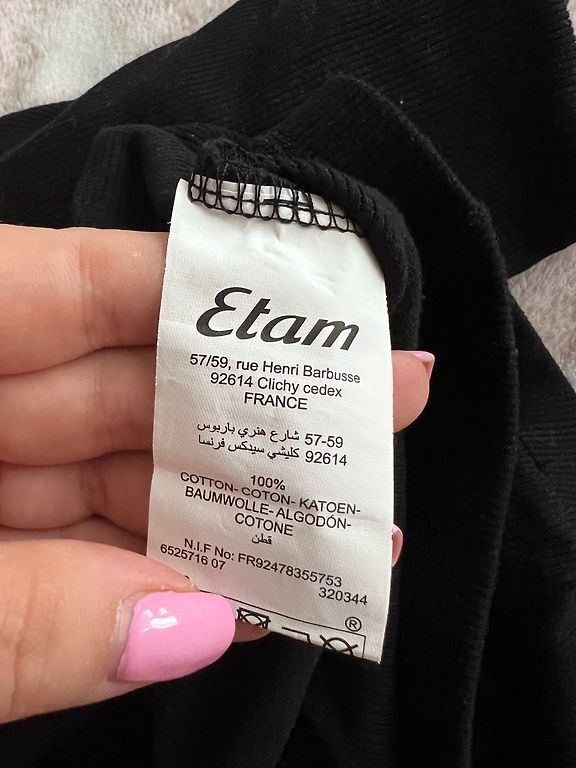 Etam
57/59, rue Henri Barbusse
92614 Clichy cedex
FRANCE
57-59 شارع هنري باربوس
92614 كليشي سيدكس فرنسا
100%
COTTON- COTON- KATOEN-
BAUMWOLLE- ALGODÓN-
COTONE
قطن
N.I.F No: FR92478355753
6525716 07
320344
®